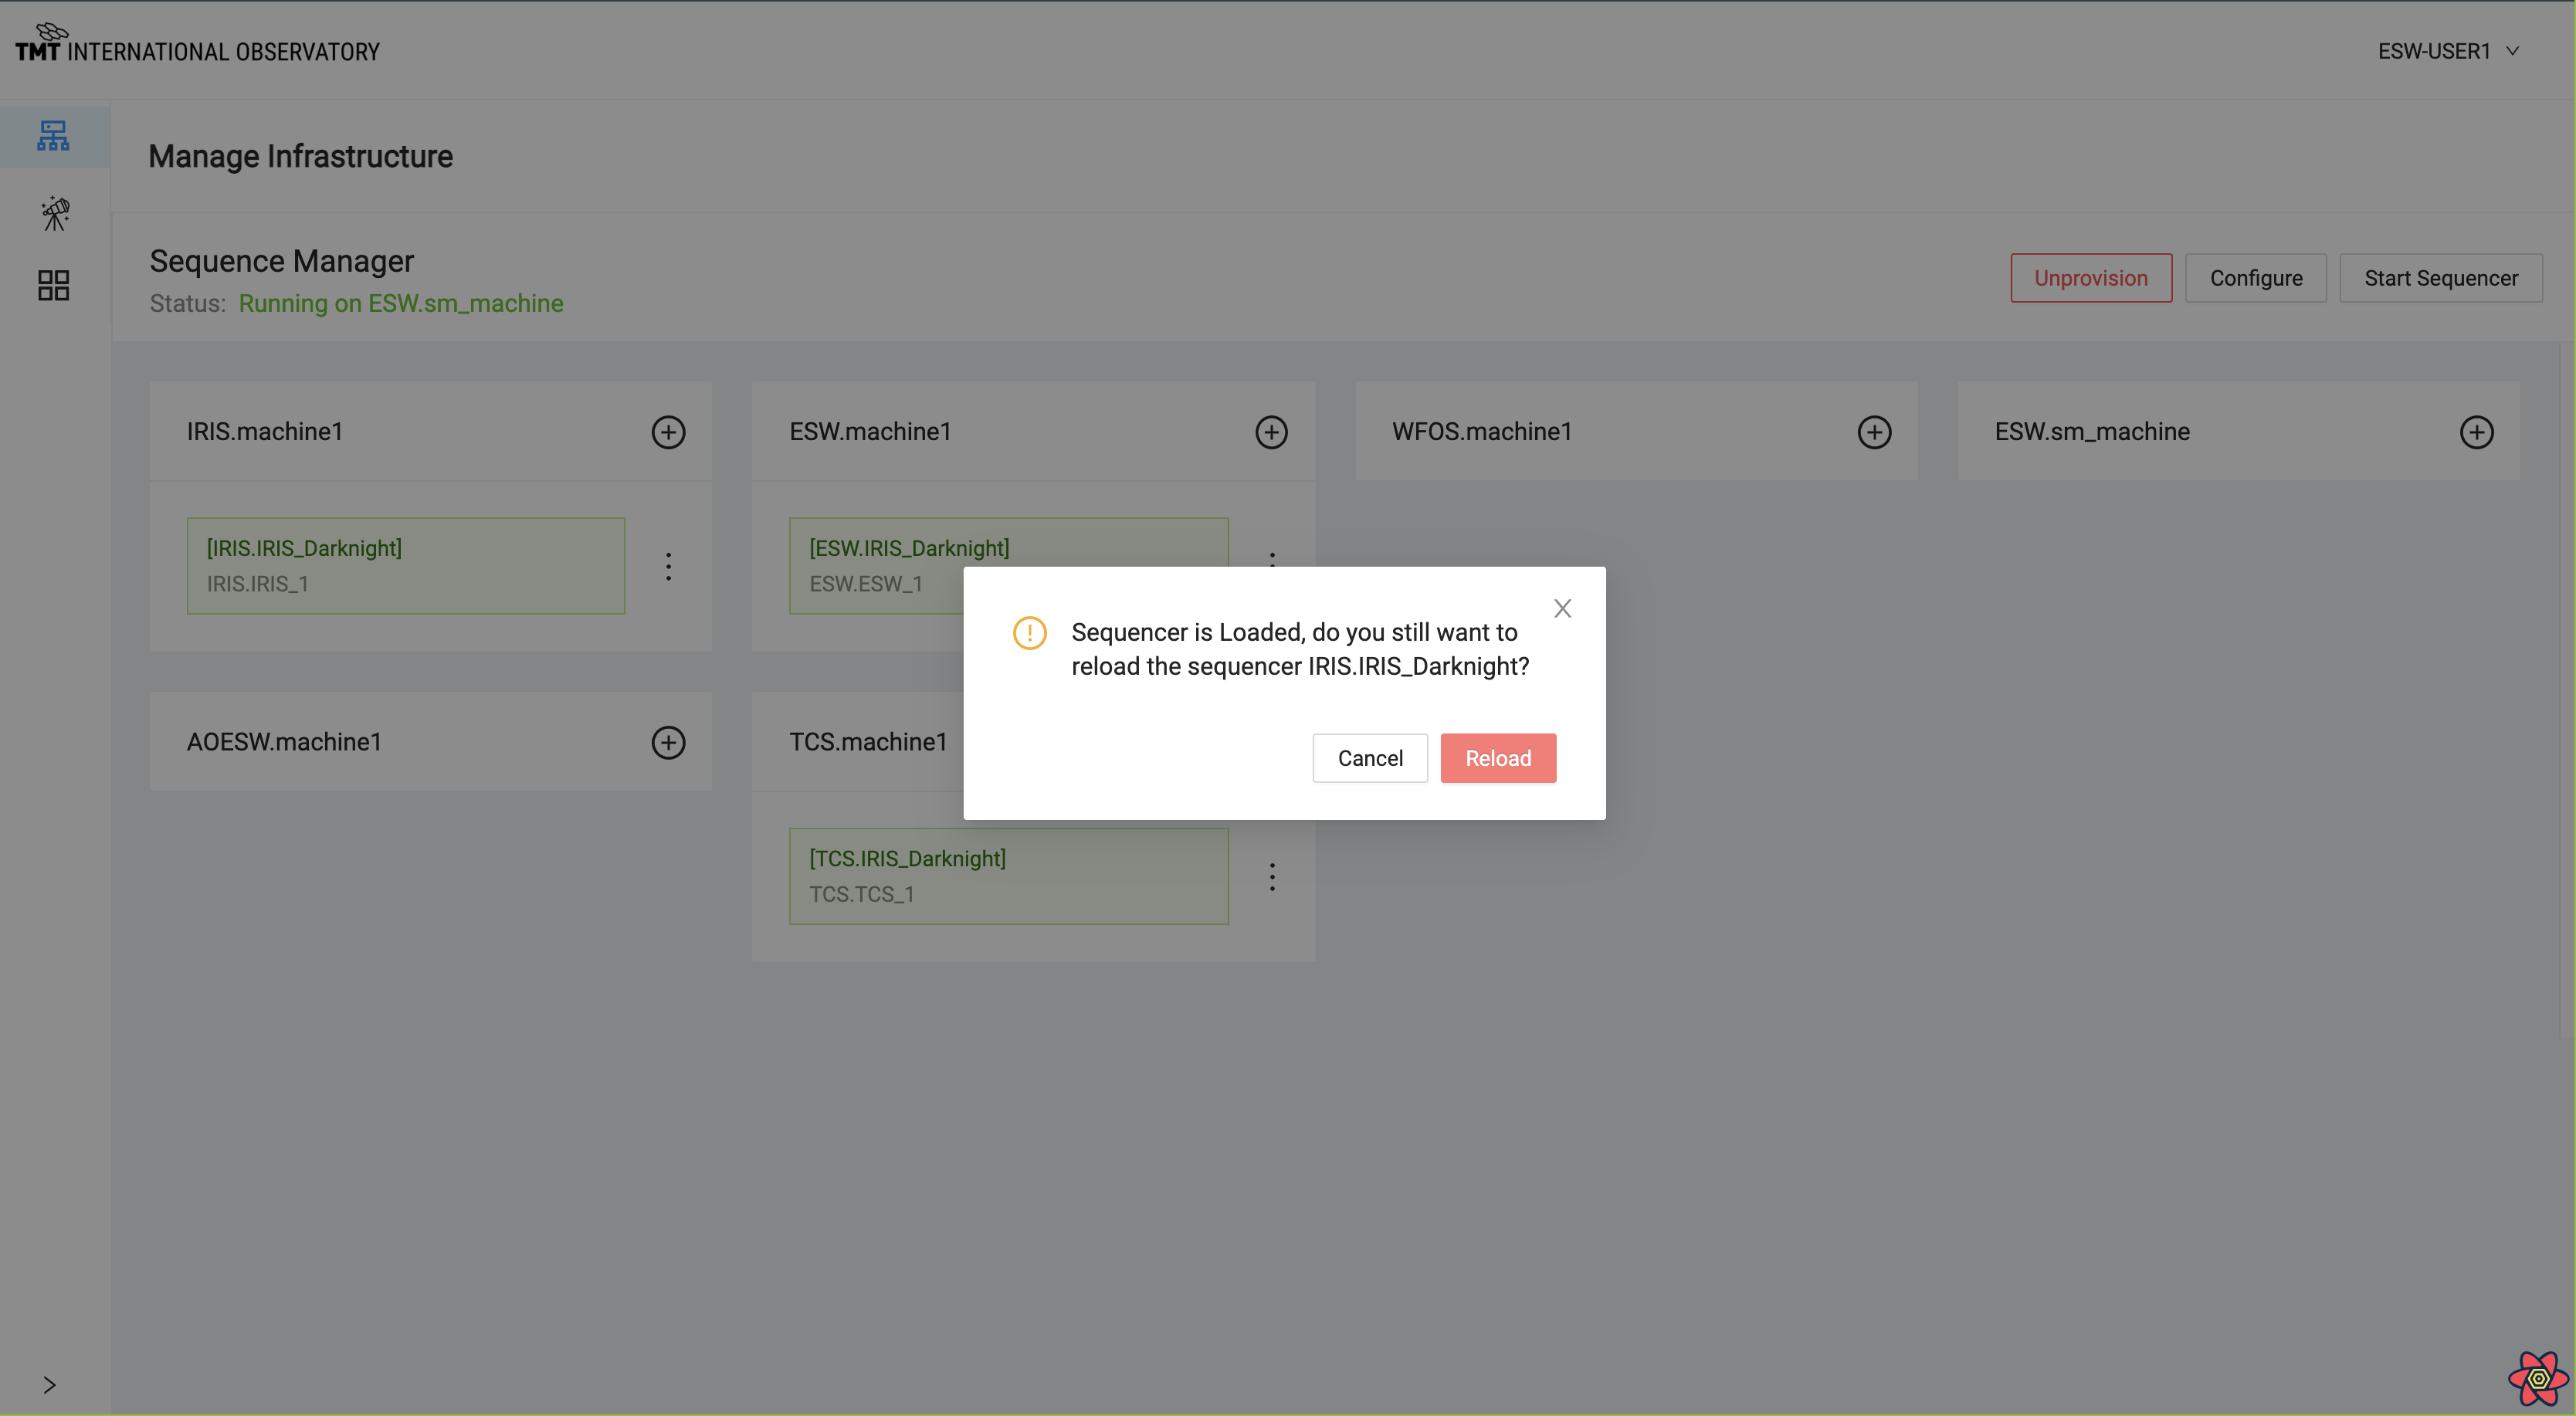 TMT INTERNATIONAL OBSERVATORY
ESW-USER1
Manage Infrastructure
Sequence Manager
Status: Running on ESW.sm_machine
Unprovision
Configure
Start Sequencer
IRIS.machine1
ESW.machine1
WFOS.machine1
ESW.sm_machine
[IRIS.IRIS_Darknight]
IRIS.IRIS_1
[ESW.IRIS_Darknight]
ESW.ESW_1
Sequencer is Loaded, do you still want to
reload the sequencer IRIS.IRIS_Darknight?
Cancel
Reload
AOESW.machine1
TCS.machine1
[TCS.IRIS_Darknight]
TCS.TCS_1